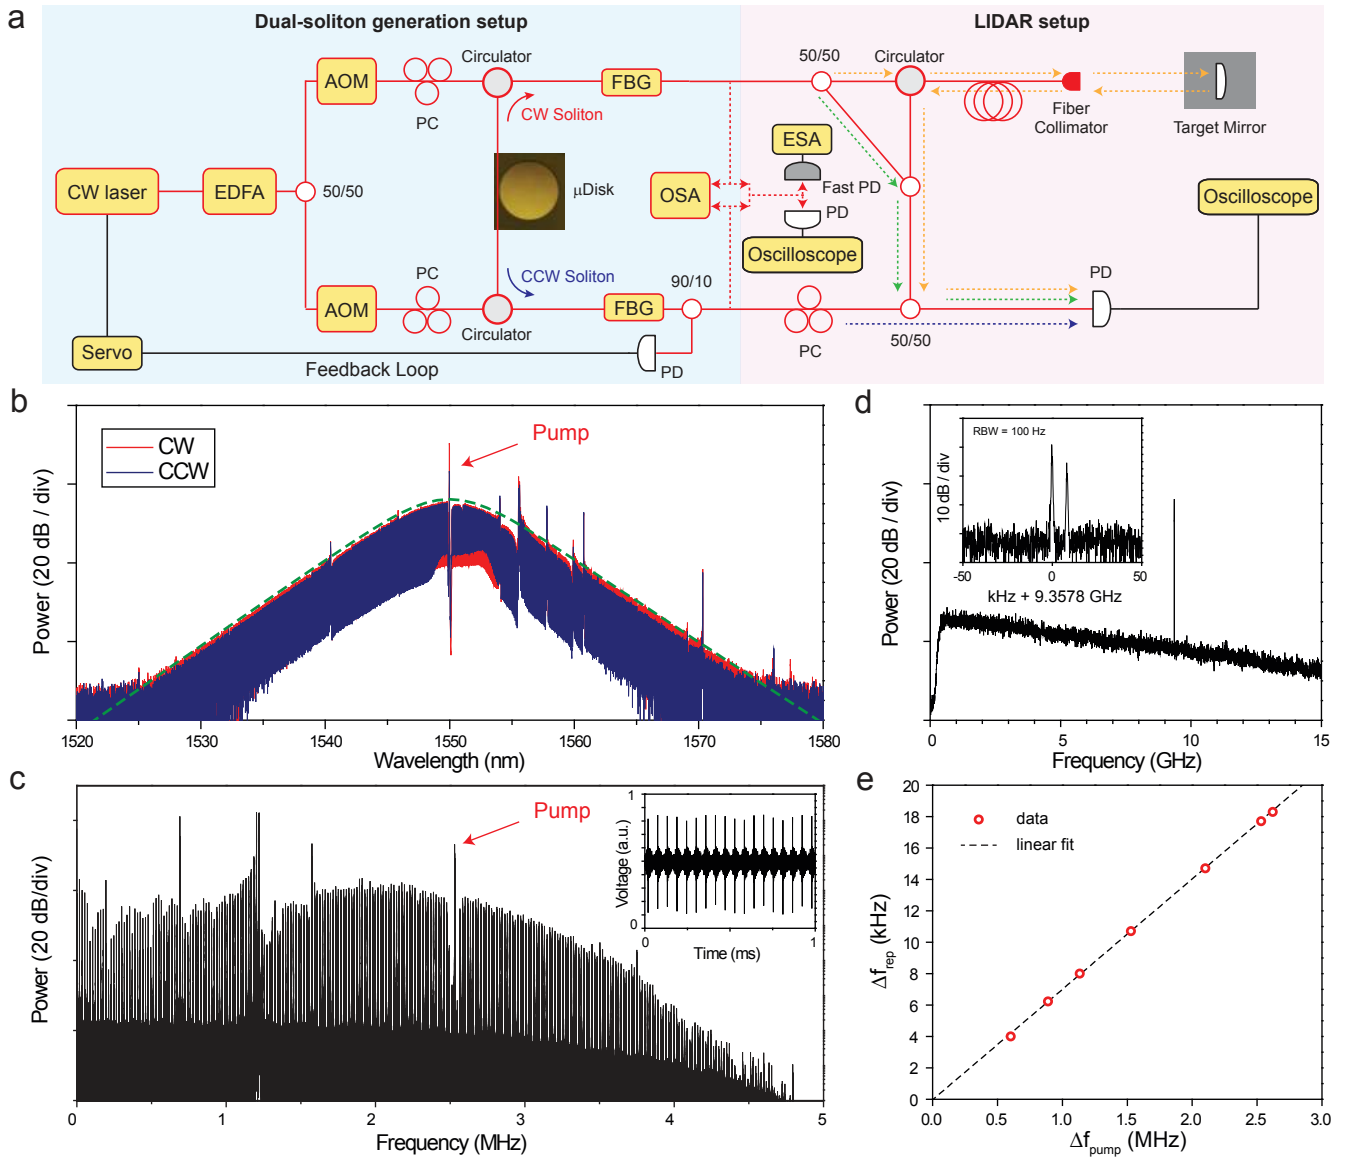 a
Dual-soliton generation setup
LIDAR setup
AOM
PC
Circulator
CW Soliton
FBG
50/50
Circulator
Fiber
Collimator
Target Mirror
CW laser
EDFA
50/50
μDisk
OSA
ESA
Fast PD
PD
Oscilloscope
Oscilloscope
AOM
PC
Circulator
CCW Soliton
FBG
90/10
PC
50/50
PD
Servo
Feedback Loop
PD
b
CW
CCW
Pump
Power (20 dB / div)
1520
1530
1540
1550
1560
1570
1580
Wavelength (nm)
d
RBW = 100 Hz
10 dB / div
-50
0
50
kHz + 9.3578 GHz
Power (20 dB / div)
0
5
10
15
Frequency (GHz)
c
Pump
Power (20 dB/div)
0
1
2
3
4
5
Frequency (MHz)
1
0
Voltage (a.u.)
0
1
Time (ms)
e
data
linear fit
20
18
16
14
12
10
8
6
4
2
0
Δfrep (kHz)
0.0
0.5
1.0
1.5
2.0
2.5
3.0
Δfpump (MHz)